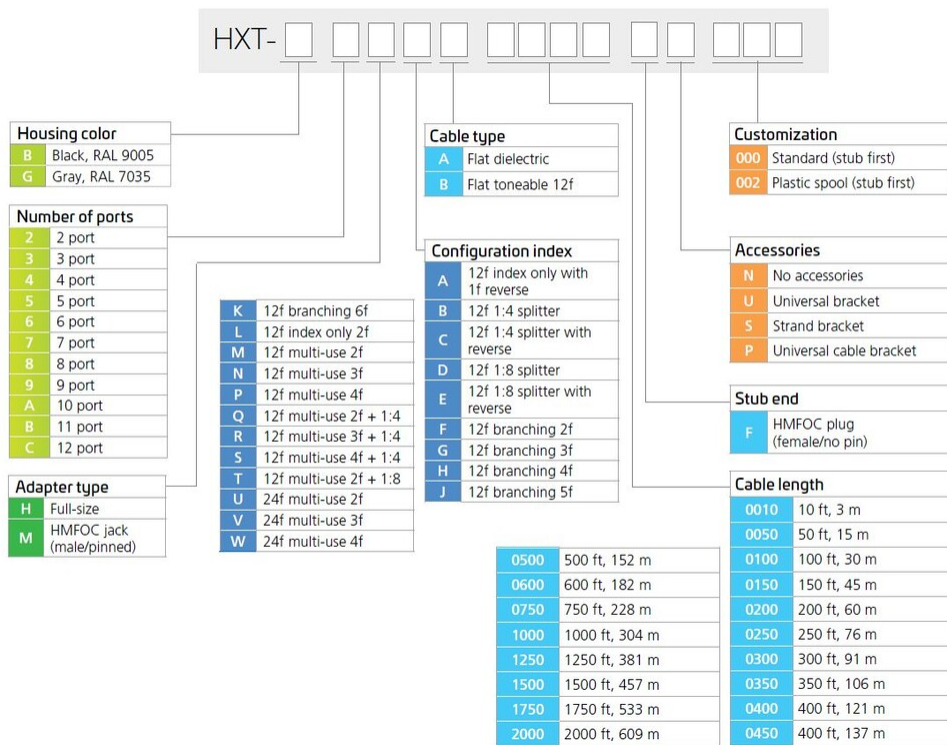 HXT-
Housing color
B Black, RAL 9005
G Gray, RAL 7035
Number of ports
2 2 port
3 3 port
4 4 port
5 5 port
6 6 port
7 7 port
8 8 port
9 9 port
A 10 port
B 11 port
C 12 port
Adapter type
H Full-size
M HMFOC jack
(male/pinned)
K 12f branching 6f
L 12f index only 2f
M 12f multi-use 2f
N 12f multi-use 3f
P 12f multi-use 4f
Q 12f multi-use 2f + 1:4
R 12f multi-use 3f + 1:4
S 12f multi-use 4f + 1:4
T 12f multi-use 2f + 1:8
U 24f multi-use 2f
V 24f multi-use 3f
W 24f multi-use 4f
Cable type
A Flat dielectric
B Flat toneable 12f
Configuration index
A 12f index only with
1f reverse
B 12f 1:4 splitter
C 12f 1:4 splitter with
reverse
D 12f 1:8 splitter
E 12f 1:8 splitter with
reverse
F 12f branching 2f
G 12f branching 3f
H 12f branching 4f
J 12f branching 5f
Customization
000 Standard (stub first)
002 Plastic spool (stub first)
Accessories
N No accessories
U Universal bracket
S Strand bracket
P Universal cable bracket
Stub end
F HMFOC plug
(female/no pin)
Cable length
0010 10 ft, 3 m
0050 50 ft, 15 m
0100 100 ft, 30 m
0150 150 ft, 45 m
0200 200 ft, 60 m
0250 250 ft, 76 m
0300 300 ft, 91 m
0350 350 ft, 106 m
0400 400 ft, 121 m
0450 400 ft, 137 m
0500 500 ft, 152 m
0600 600 ft, 182 m
0750 750 ft, 228 m
1000 1000 ft, 304 m
1250 1250 ft, 381 m
1500 1500 ft, 457 m
1750 1750 ft, 533 m
2000 2000 ft, 609 m